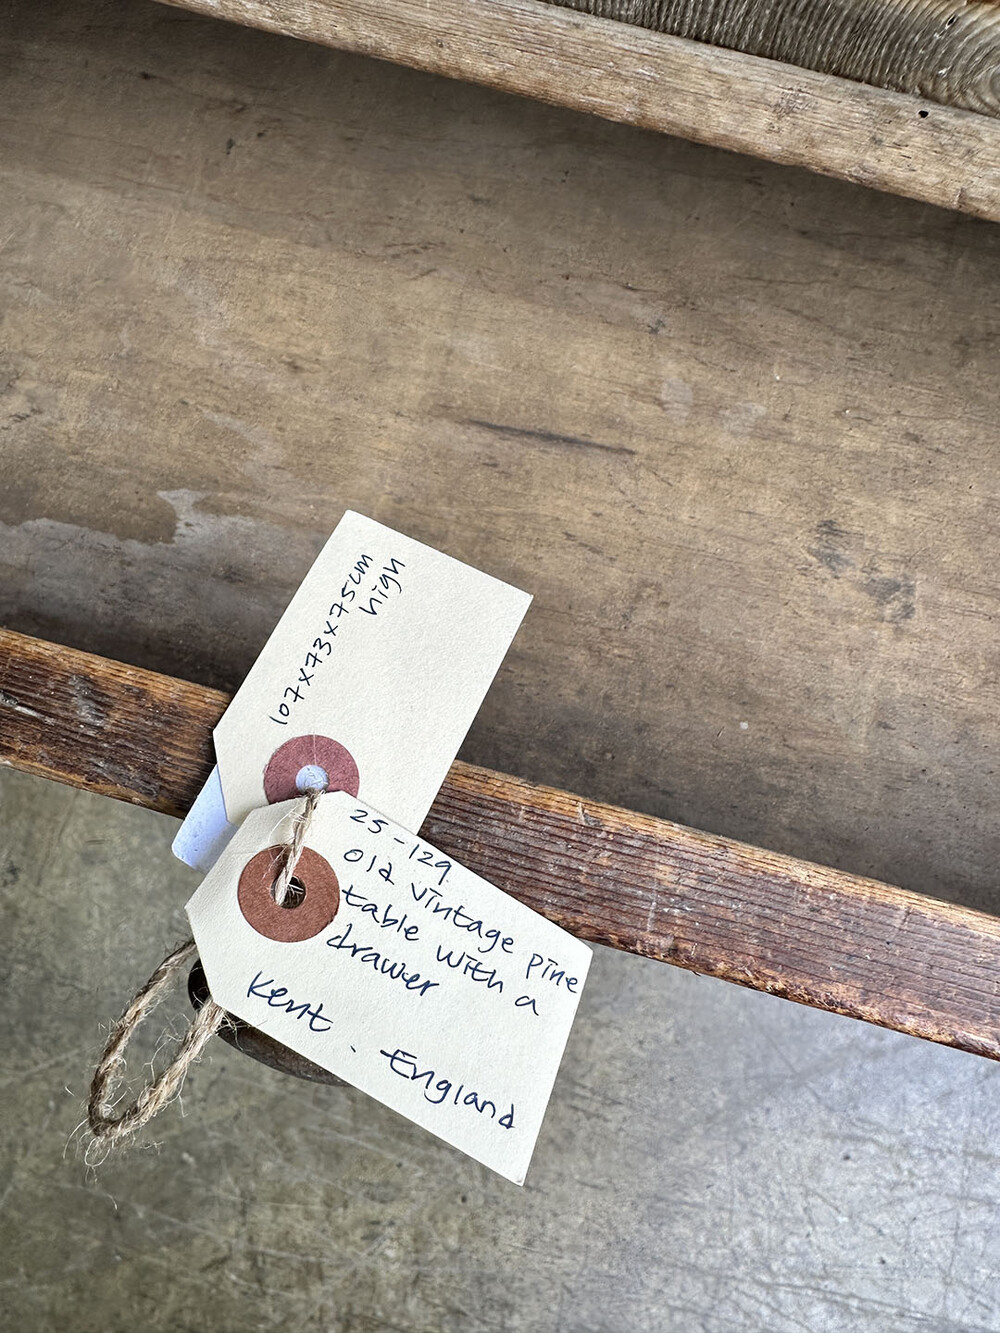 107x73x75cm
high
25-129
old vintage pine
table with a
drawer
Kent. England